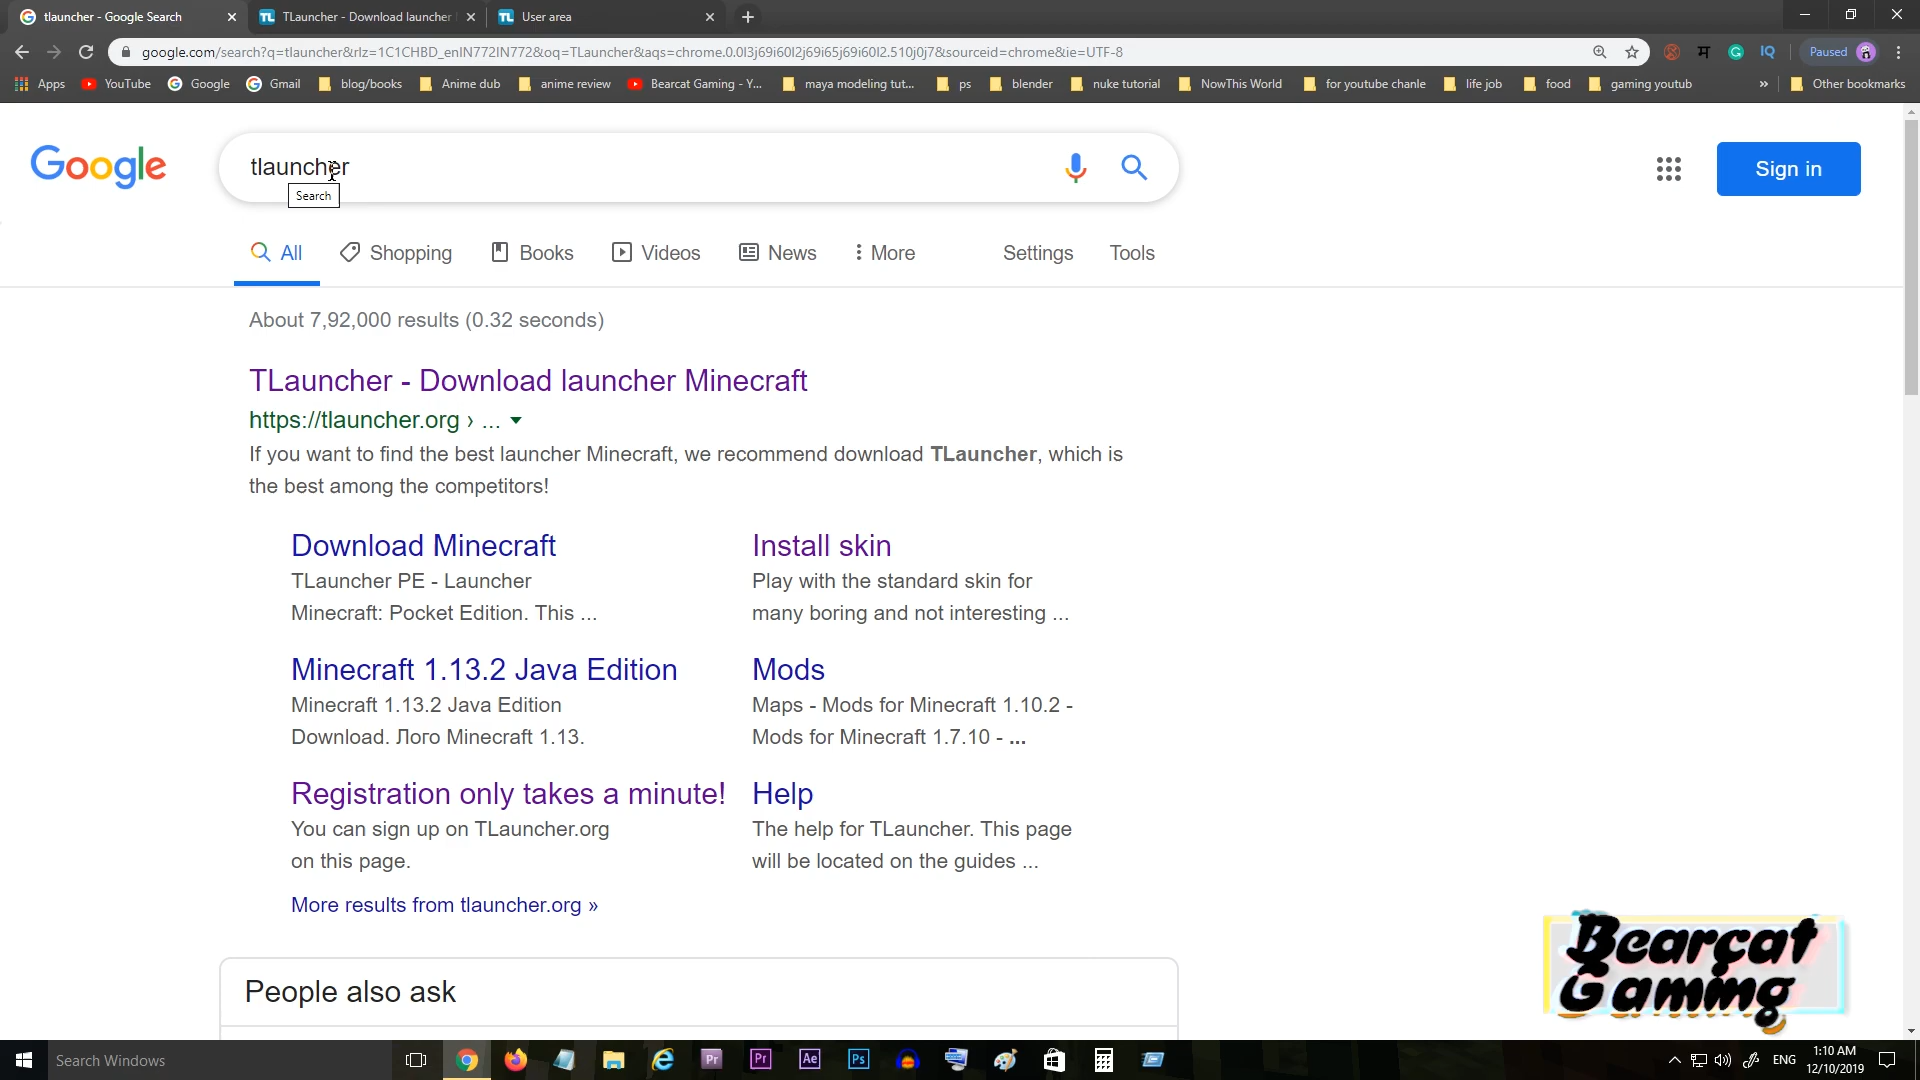 tlauncher - Google Search
TLauncher - Download launcher
User area
google.com/search?q=tlauncher&rlz=1C1CHBD_enIN772IN772&oq=TLauncher&aqs=chrome.0.0l3j69i60l2j69i65j69i60l2.510j0j7&sourceid=chrome&ie=UTF-8
म
IQ
Paused
Apps
YouTube
Google
Gmail
blog/books
Anime dub
anime review
Bearcat Gaming - Y...
maya modeling tut...
ps
blender
nuke tutorial
NowThis World
for youtube chanle
life job
food
gaming youtub
»
Other bookmarks
Google
tlauncher
Search
Sign in
All
Shopping
Books
Videos
News
More
Settings
Tools
About 7,92,000 results (0.32 seconds)
TLauncher - Download launcher Minecraft
https://tlauncher.org › ...
If you want to find the best launcher Minecraft, we recommend download TLauncher, which is
the best among the competitors!
Download Minecraft
TLauncher PE - Launcher
Minecraft: Pocket Edition. This ...
Install skin
Play with the standard skin for
many boring and not interesting ...
Minecraft 1.13.2 Java Edition
Minecraft 1.13.2 Java Edition
Download. Лого Minecraft 1.13.
Mods
Maps - Mods for Minecraft 1.10.2 -
Mods for Minecraft 1.7.10 - ...
Registration only takes a minute!
You can sign up on TLauncher.org
on this page.
Help
The help for TLauncher. This page
will be located on the guides ...
More results from tlauncher.org »
People also ask
Bearcat
Gaming
Search Windows
Pr
Pr
Ae
Ps
ENG
1:10 AM
12/10/2019